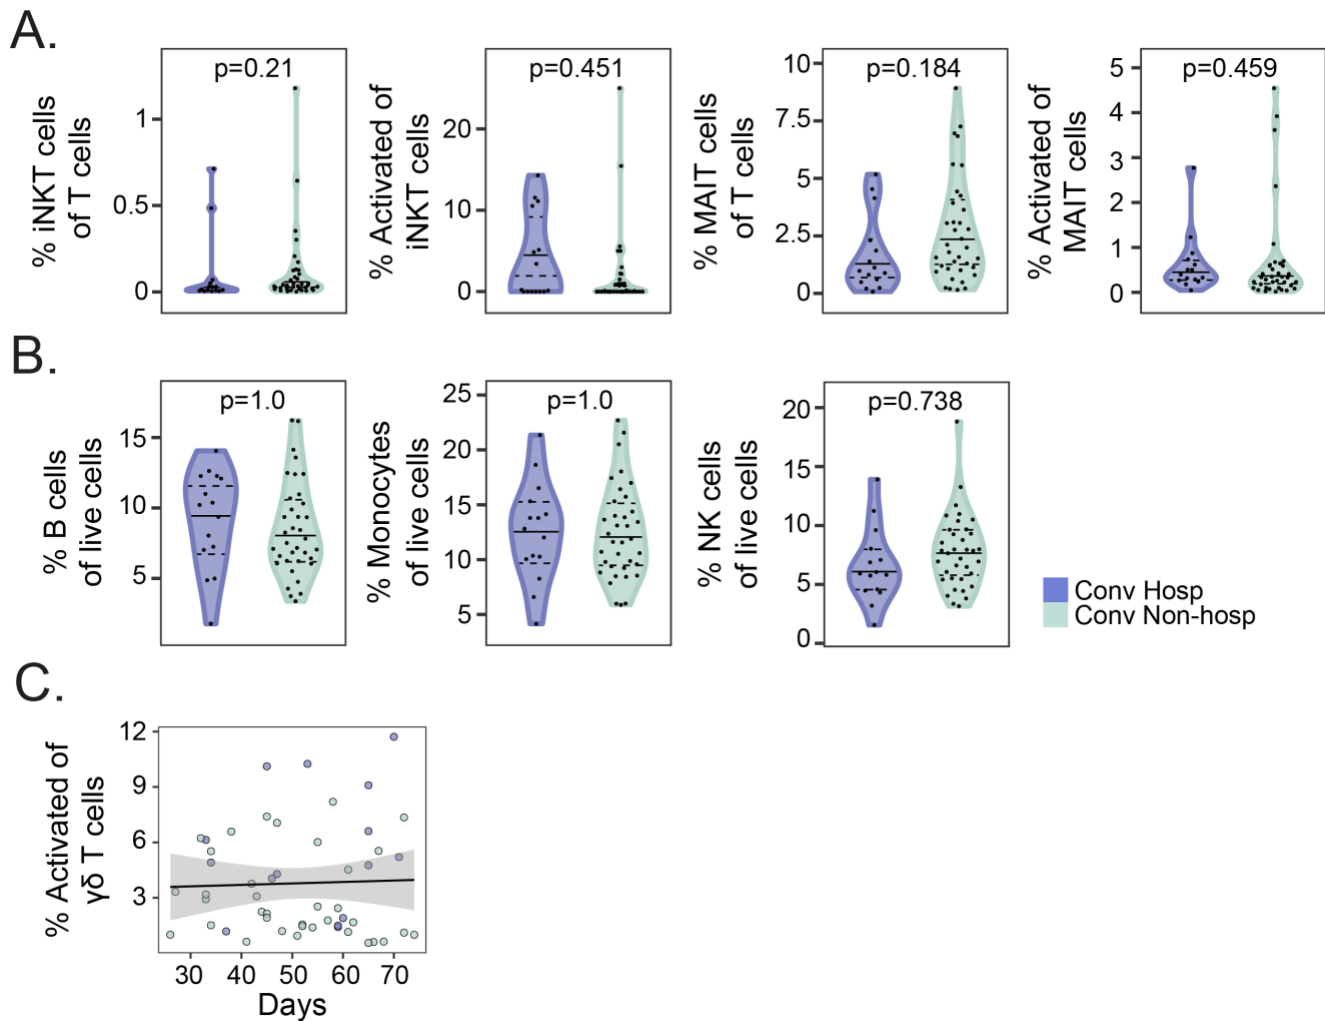 A.
p=0.21
p=0.451
p=0.184
p=0.459
% iNKT cells
of T cells
1
0.5
0
% Activated of
iNKT cells
20
10
0
% MAIT cells
of T cells
10
7.5
5
2.5
0
% Activated of
MAIT cells
5
4
3
2
1
0
B.
p=1.0
p=1.0
p=0.738
% B cells
of live cells
15
10
5
% Monocytes
of live cells
25
20
15
10
5
% NK cells
of live cells
20
15
10
5
0
Conv Hosp
Conv Non-hosp
C.
% Activated of
γδ T cells
12
9
6
3
30 40 50 60 70
Days